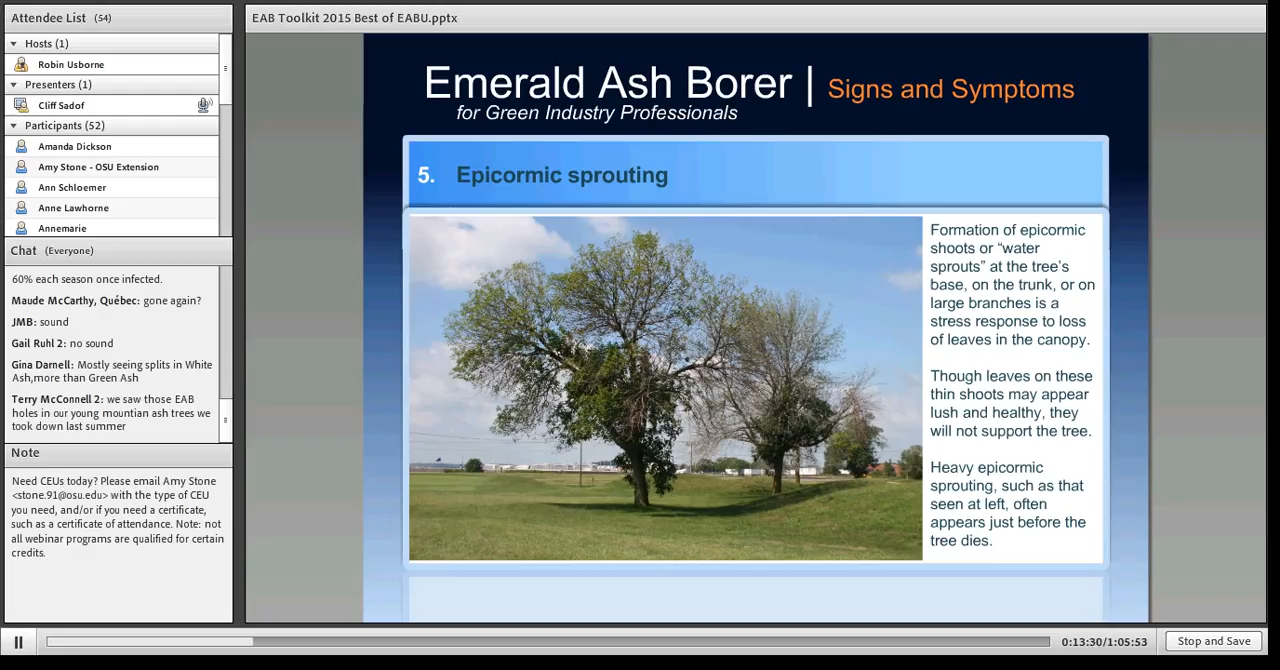 Attendee List (54)
Hosts (1)
Robin Usborne
Presenters (1)
Cliff Sadof
Participants (52)
Amanda Dickson
Amy Stone - OSU Extension
Ann Schloemer
Anne Lawhorne
Annemarie
Chat (Everyone)
60% each season once infected.
Maude McCarthy, Québec: gone again?
JMB: sound
Gail Ruhl 2: no sound
Gina Darnell: Mostly seeing splits in White
Ash,more than Green Ash
Terry McConnell 2: we saw those EAB
holes in our young mountian ash trees we
took down last summer
Note
Need CEUs today? Please email Amy Stone
<stone.91@osu.edu> with the type of CEU
you need, and/or if you need a certificate,
such as a certificate of attendance. Note: not
all webinar programs are qualified for certain
credits.
EAB Toolkit 2015 Best of EABU.pptx
Emerald Ash Borer | Signs and Symptoms
for Green Industry Professionals
5. Epicormic sprouting
Formation of epicormic
shoots or “water
sprouts” at the tree’s
base, on the trunk, or on
large branches is a
stress response to loss
of leaves in the canopy.
Though leaves on these
thin shoots may appear
lush and healthy, they
will not support the tree.
Heavy epicormic
sprouting, such as that
seen at left, often
appears just before the
tree dies.
0:13:30/1:05:53
Stop and Save